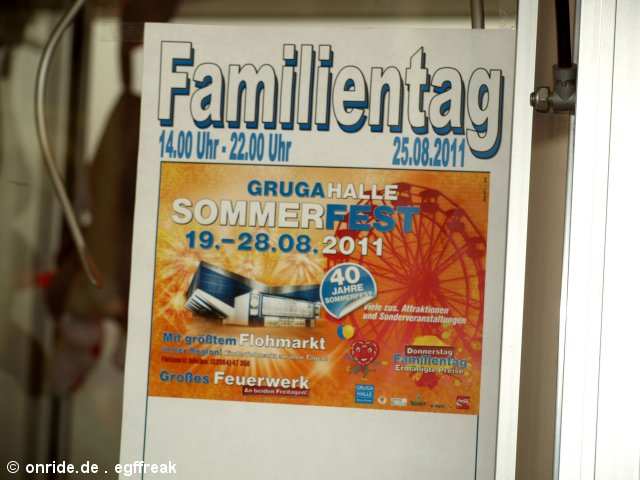 Familientag
14.00 Uhr - 22.00 Uhr 25.08.2011
GRUGAHALLE
SOMMERFEST
19.-28.08.2011
40
JAHRE
SOMMERFEST
Viele zus. Attraktionen
und Sonderveranstaltungen
Mit größtem Flohmarkt
in der Region!
Donnerstag
Familientag
Ermäßigte Preise
Großes Feuerwerk
An beiden Freitagen!
GRUGA
HALLE
© onride.de . egffreak